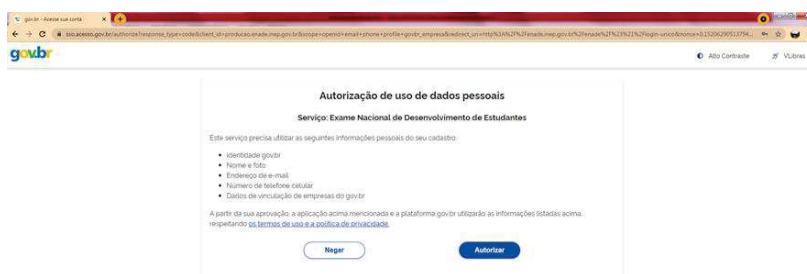 gov.br - Acesse sua conta
sso.acesso.gov.br/authorize?response_type=code&client_id=producao.enade.inep.gov.br&scope=openid+email+phone+profile+govbr_empresa&redirect_uri=http%3A%2F%2Fenade.inep.gov.br%2Fenade%2F%23%21%2Flogin-unico&nonce=
gov.br
Alto Contraste
VLibras
Autorização de uso de dados pessoais
Serviço: Exame Nacional de Desenvolvimento de Estudantes
Este serviço precisa utilizar as seguintes informações pessoais do seu cadastro:
• Identidade gov.br
• Nome e foto
• Endereço de e-mail
• Número de telefone celular
• Dados de vinculação de empresas do gov.br
A partir da sua aprovação, a aplicação acima mencionada e a plataforma gov.br utilizarão as informações listadas acima,
respeitando os termos de uso e a política de privacidade.
Negar
Autorizar